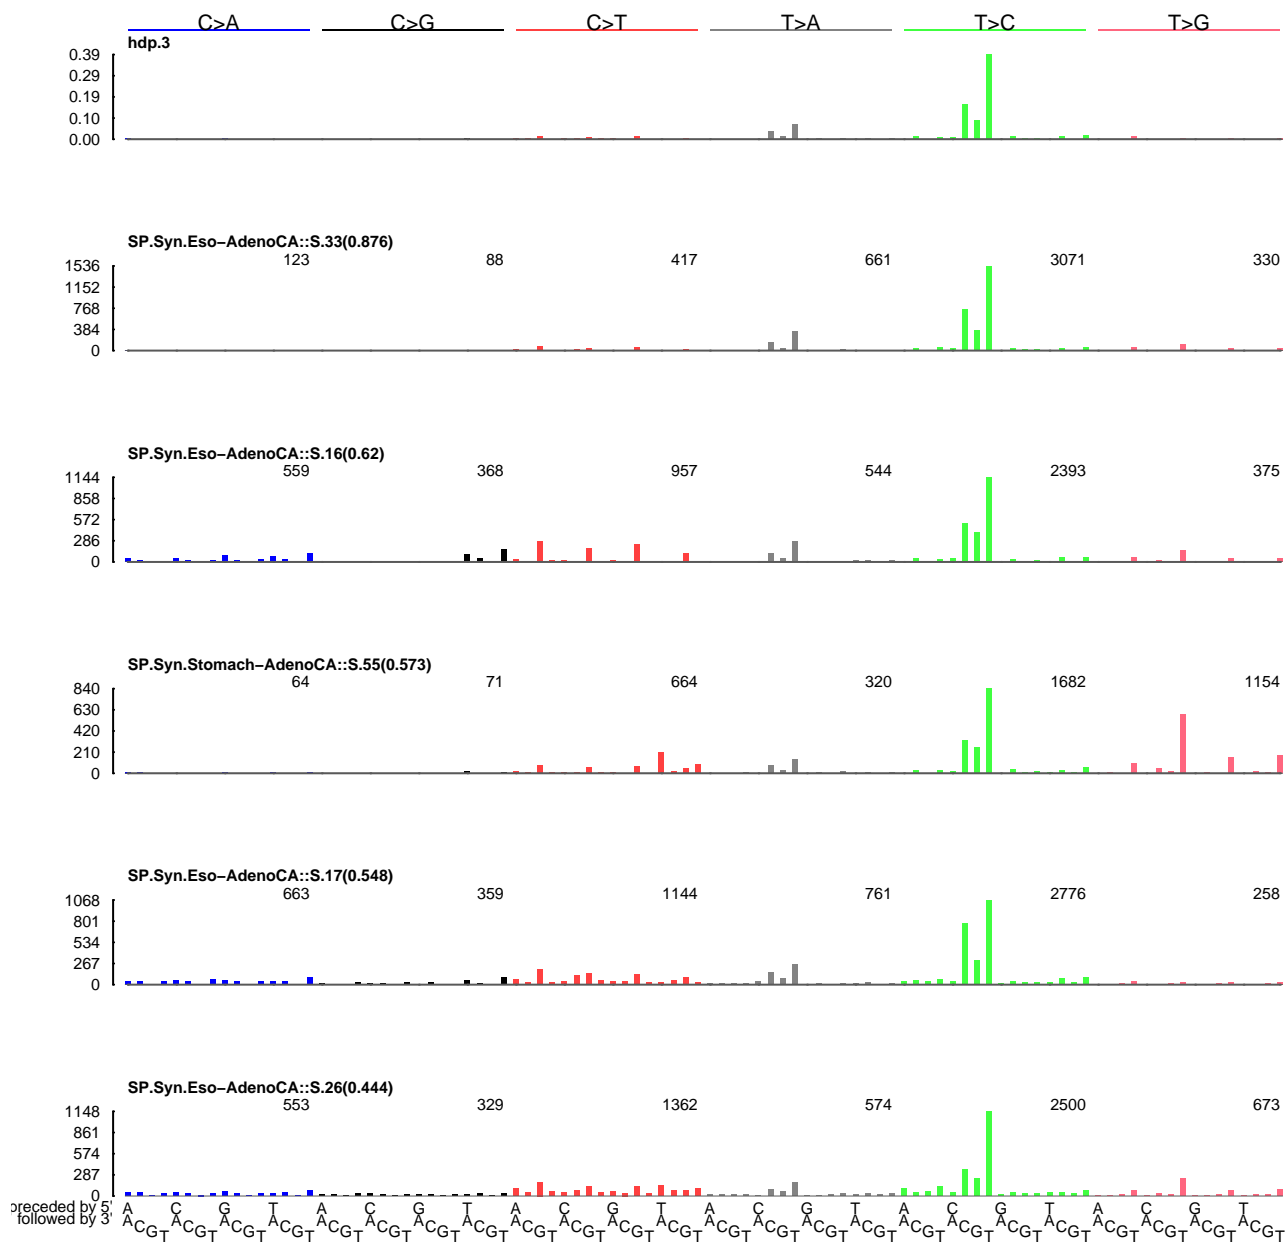 C>A C>G C>T T>A T>C T>G
hdp.3
0.39
0.29
0.19
0.10
0.00
SP.Syn.Eso−AdenoCA::S.33(0.876)
123 88 417 661 3071 330
1536
1152
768
384
0
SP.Syn.Eso−AdenoCA::S.16(0.62)
559 368 957 544 2393 375
1144
858
572
286
0
SP.Syn.Stomach−AdenoCA::S.55(0.573)
64 71 664 320 1682 1154
840
630
420
210
0
SP.Syn.Eso−AdenoCA::S.17(0.548)
663 359 1144 761 2776 258
1068
801
534
267
0
SP.Syn.Eso−AdenoCA::S.26(0.444)
553 329 1362 574 2500 673
1148
861
574
287
0
preceded by 5' A C G T A C G T A C G T A C G T A C G T A C G T
followed by 3' A C G T A C G T A C G T A C G T A C G T A C G T A C G T A C G T A C G T A C G T A C G T A C G T A C G T A C G T A C G T A C G T A C G T A C G T A C G T A C G T A C G T A C G T A C G T A C G T